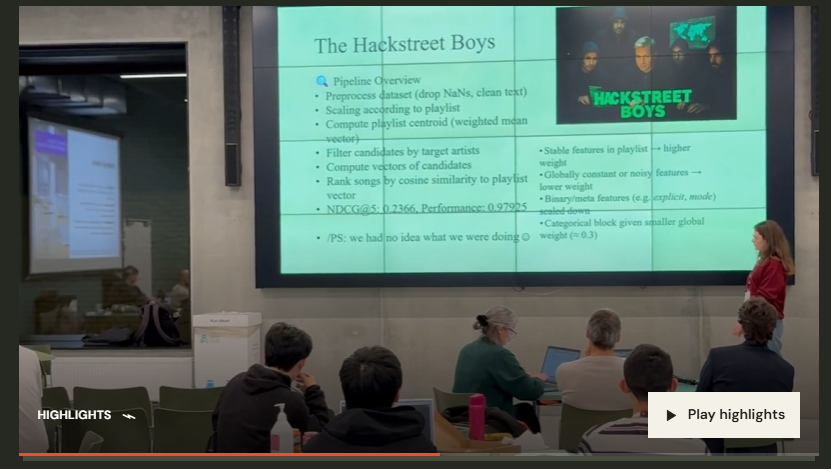 The Hackstreet Boys
🔍 Pipeline Overview
• Preprocess dataset (drop NaNs, clean text)
• Scaling according to playlist
• Compute playlist centroid (weighted mean
vector)
• Filter candidates by target artists
• Compute vectors of candidates
• Rank songs by cosine similarity to playlist
vector
• NDCG@5: 0.2366, Performance: 0.97925
• /PS: we had no idea what we were doing☺
HACKSTREET
BOYS
•Stable features in playlist → higher
weight
•Globally constant or noisy features →
lower weight
•Binary/meta features (e.g. explicit, mode)
scaled down
•Categorical block given smaller global
weight (≈ 0.3)
HIGHLIGHTS
Play highlights